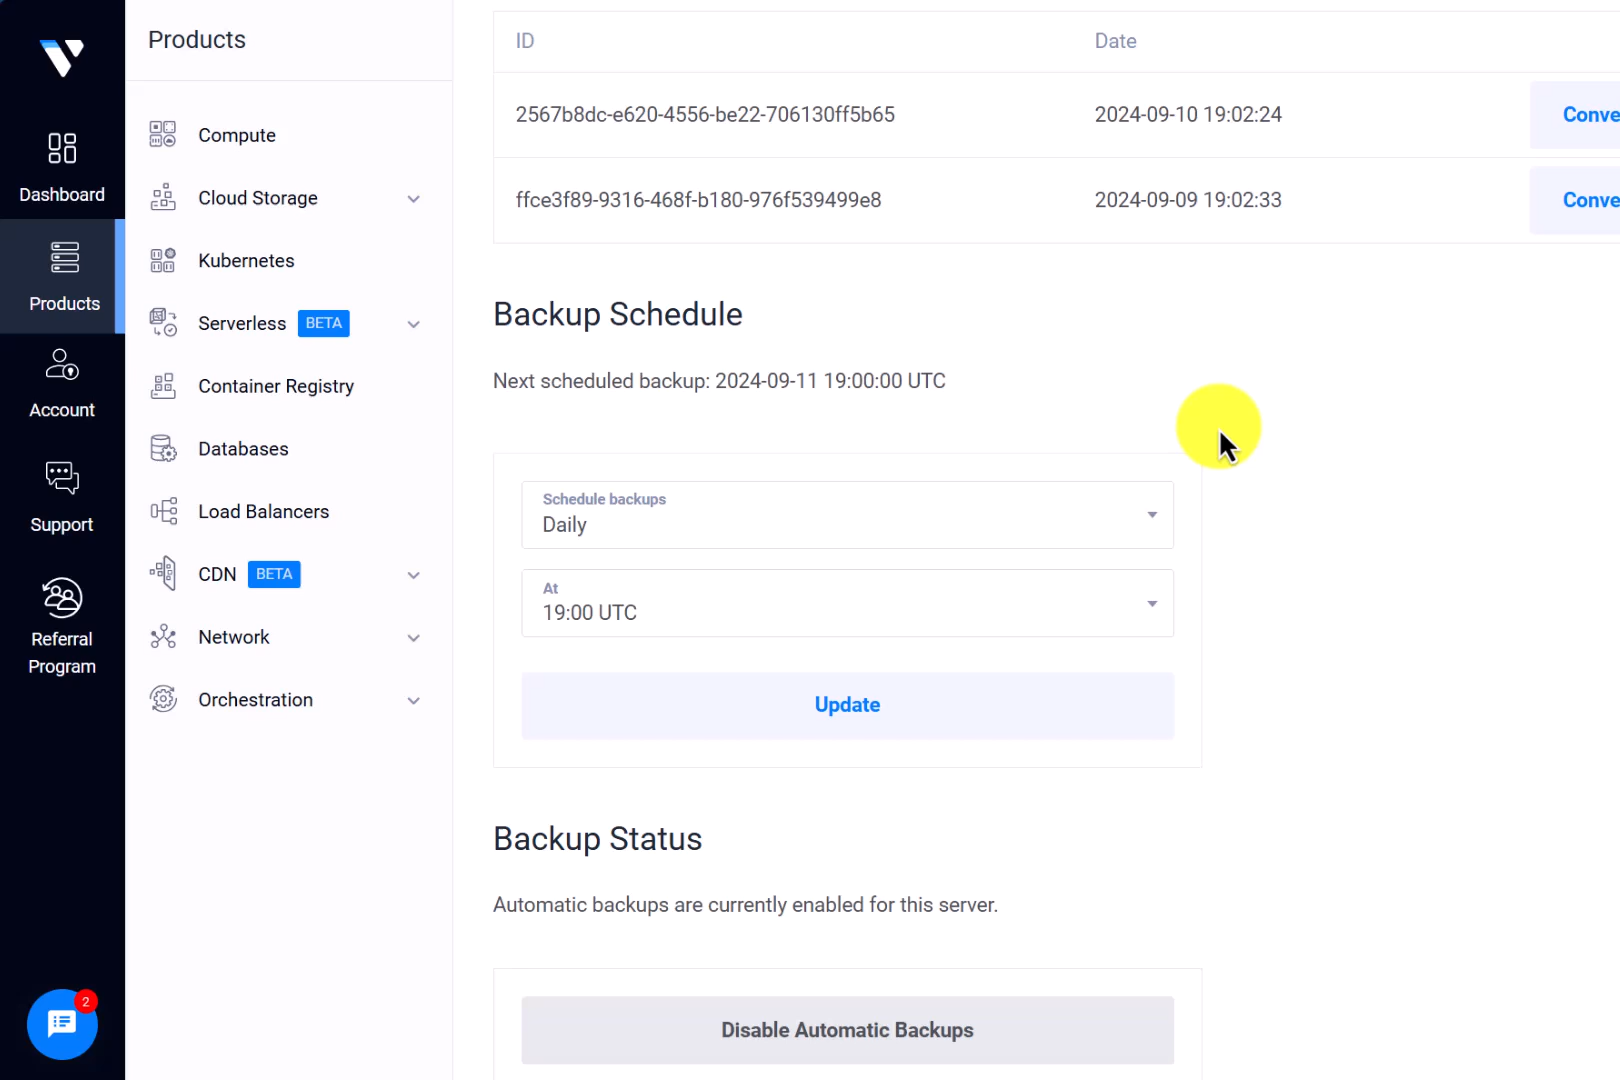 Products
Dashboard
Products
Account
Support
Referral
Program
2
Compute
Cloud Storage
Kubernetes
Serverless BETA
Container Registry
Databases
Load Balancers
CDN BETA
Network
Orchestration
ID Date
2567b8dc-e620-4556-be22-706130ff5b65 2024-09-10 19:02:24 Conve
ffce3f89-9316-468f-b180-976f539499e8 2024-09-09 19:02:33 Conve
Backup Schedule
Next scheduled backup: 2024-09-11 19:00:00 UTC
Schedule backups
Daily
At
19:00 UTC
Update
Backup Status
Automatic backups are currently enabled for this server.
Disable Automatic Backups